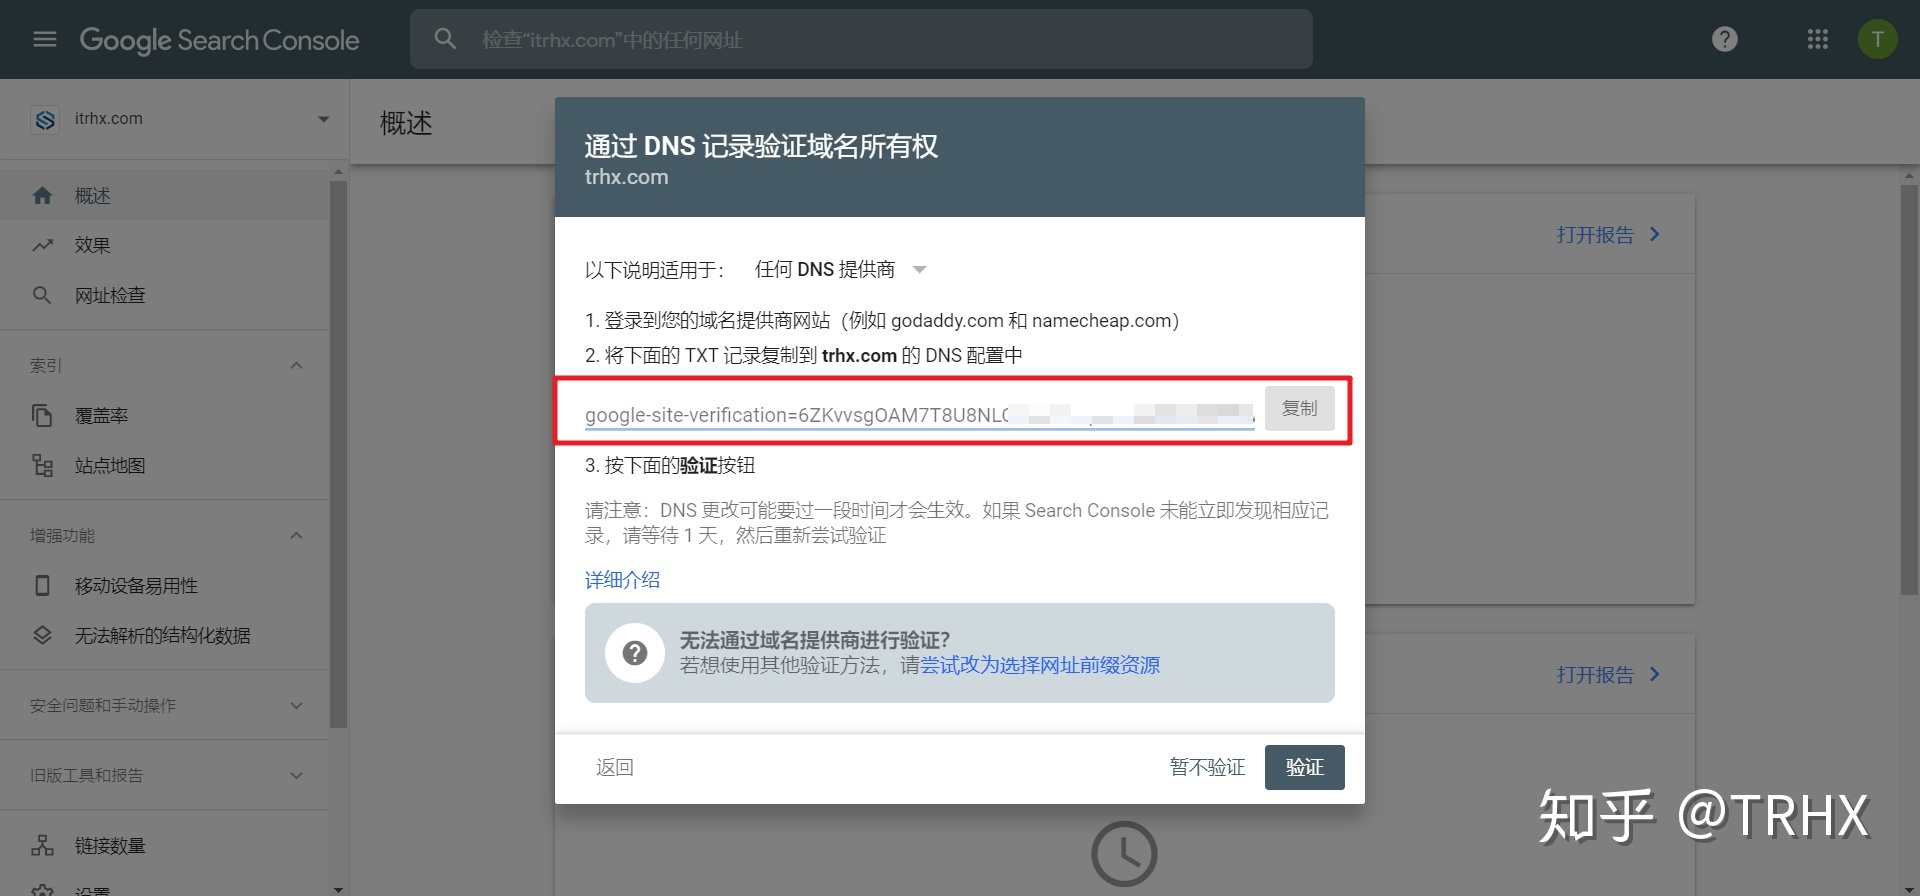 Google Search Console
检查“itrhx.com”中的任何网址
T
itrhx.com
概述
概述
效果
网址检查
索引
覆盖率
站点地图
增强功能
移动设备易用性
无法解析的结构化数据
安全问题和手动操作
旧版工具和报告
链接数量
设置
打开报告
打开报告
通过 DNS 记录验证域名所有权
trhx.com
以下说明适用于： 任何 DNS 提供商
1. 登录到您的域名提供商网站（例如 godaddy.com 和 namecheap.com）
2. 将下面的 TXT 记录复制到 trhx.com 的 DNS 配置中
google-site-verification=6ZKvvsgOAM7T8U8NL
复制
3. 按下面的验证按钮
请注意：DNS 更改可能要过一段时间才会生效。如果 Search Console 未能立即发现相应记
录，请等待 1 天，然后重新尝试验证
详细介绍
无法通过域名提供商进行验证？
若想使用其他验证方法，请尝试改为选择网址前缀资源
返回
暂不验证
验证
知乎 @TRHX